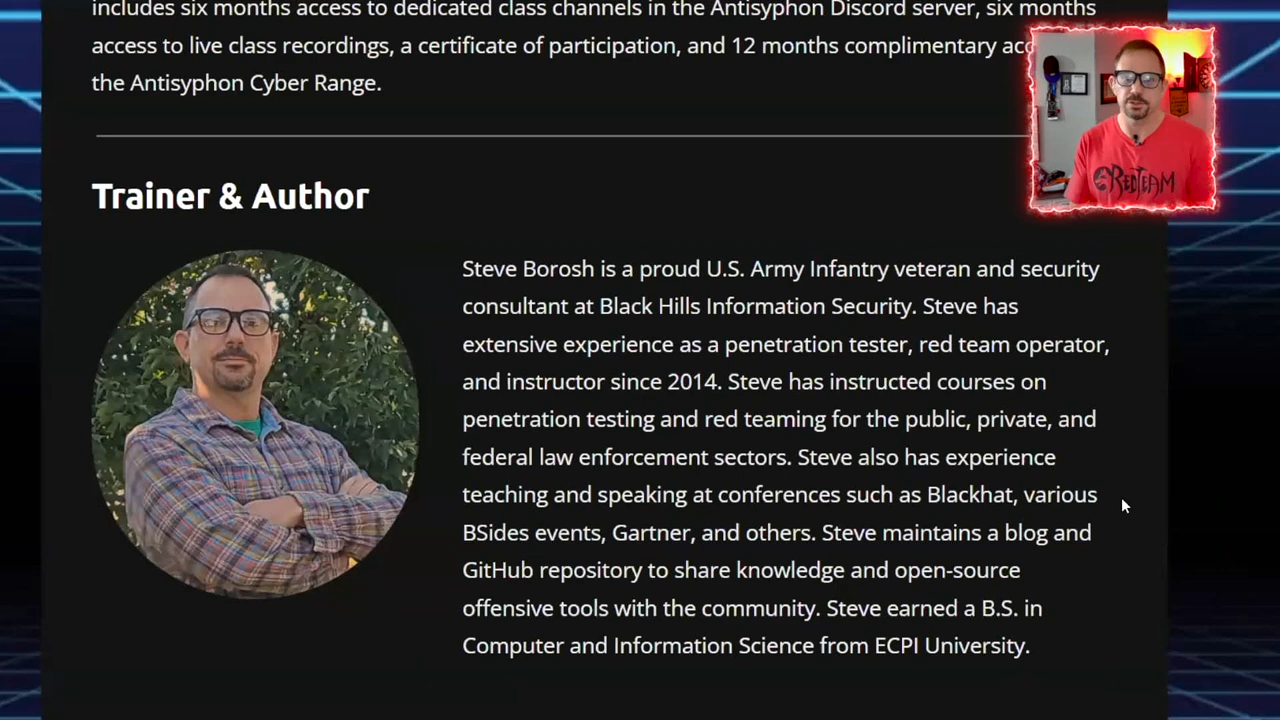 includes six months access to dedicated class channels in the Antisyphon Discord server, six months
access to live class recordings, a certificate of participation, and 12 months complimentary
the Antisyphon Cyber Range.
REDTEAM
Trainer & Author
Steve Borosh is a proud U.S. Army Infantry veteran and security
consultant at Black Hills Information Security. Steve has
extensive experience as a penetration tester, red team operator,
and instructor since 2014. Steve has instructed courses on
penetration testing and red teaming for the public, private, and
federal law enforcement sectors. Steve also has experience
teaching and speaking at conferences such as Blackhat, various
BSides events, Gartner, and others. Steve maintains a blog and
GitHub repository to share knowledge and open-source
offensive tools with the community. Steve earned a B.S. in
Computer and Information Science from ECPI University.